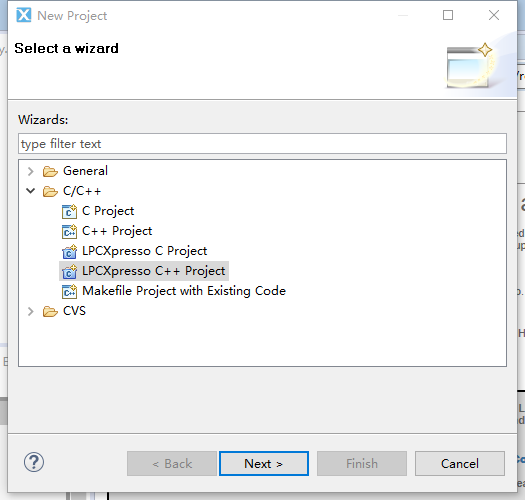 New Project
Select a wizard
Wizards:
type filter text
General
C/C++
C Project
C++ Project
LPCXpresso C Project
LPCXpresso C++ Project
Makefile Project with Existing Code
CVS
< Back
Next >
Finish
Cancel